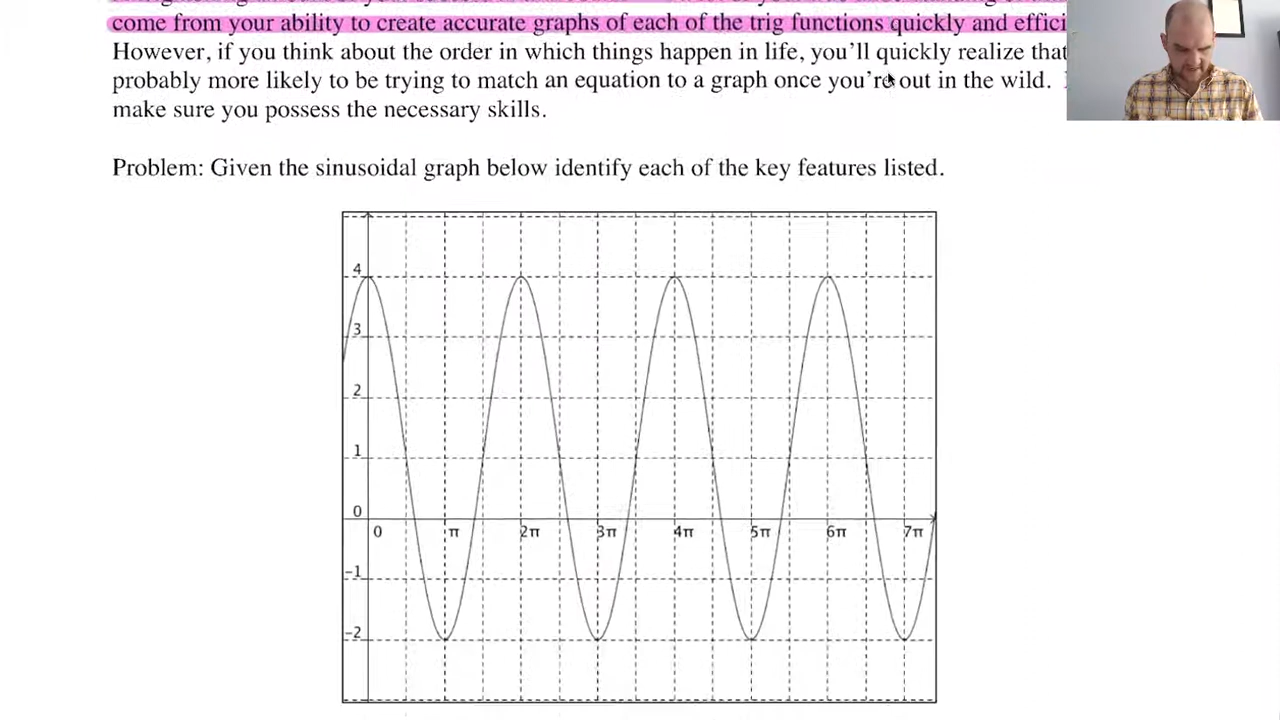 come from your ability to create accurate graphs of each of the trig functions quickly and effici
However, if you think about the order in which things happen in life, you'll quickly realize that
probably more likely to be trying to match an equation to a graph once you're out in the wild.
make sure you possess the necessary skills.
Problem: Given the sinusoidal graph below identify each of the key features listed.
4
3
2
1
0
0 π 2π 3π 4π 5π 6π 7π
-1
-2